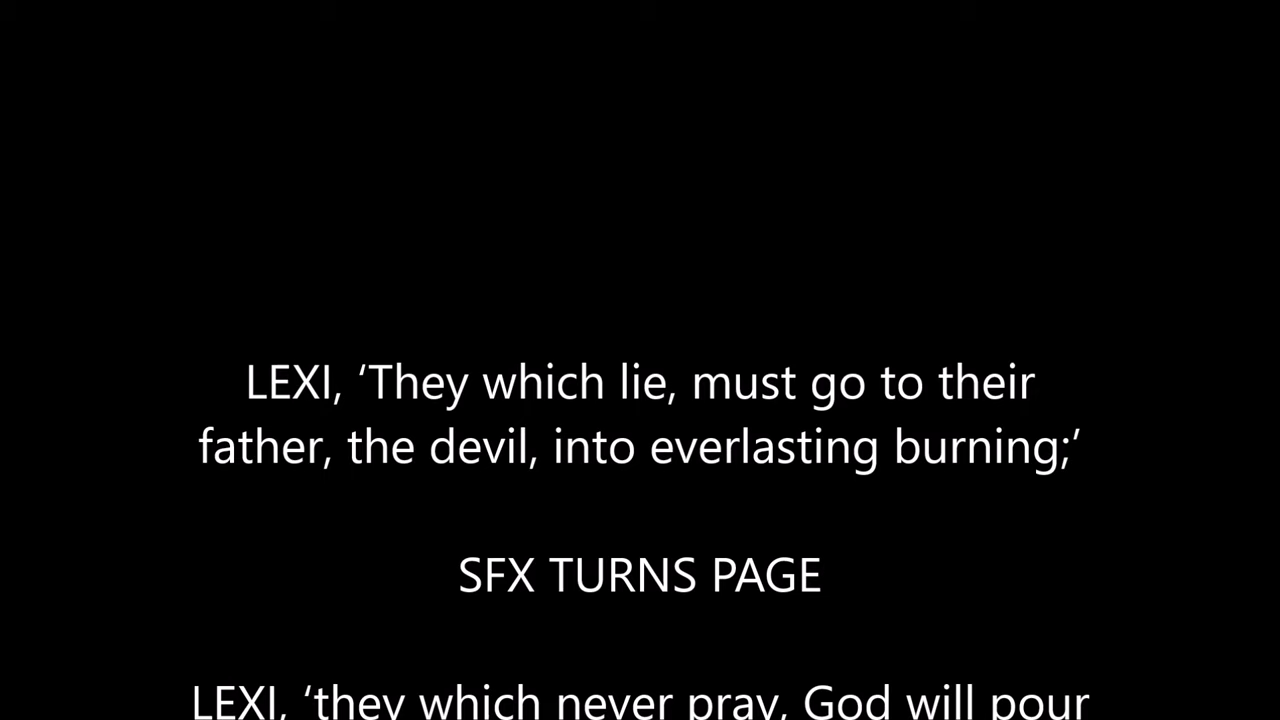 LEXI, ‘They which lie, must go to their
father, the devil, into everlasting burning;’
SFX TURNS PAGE
LEXI, ‘they which never pray, God will pour